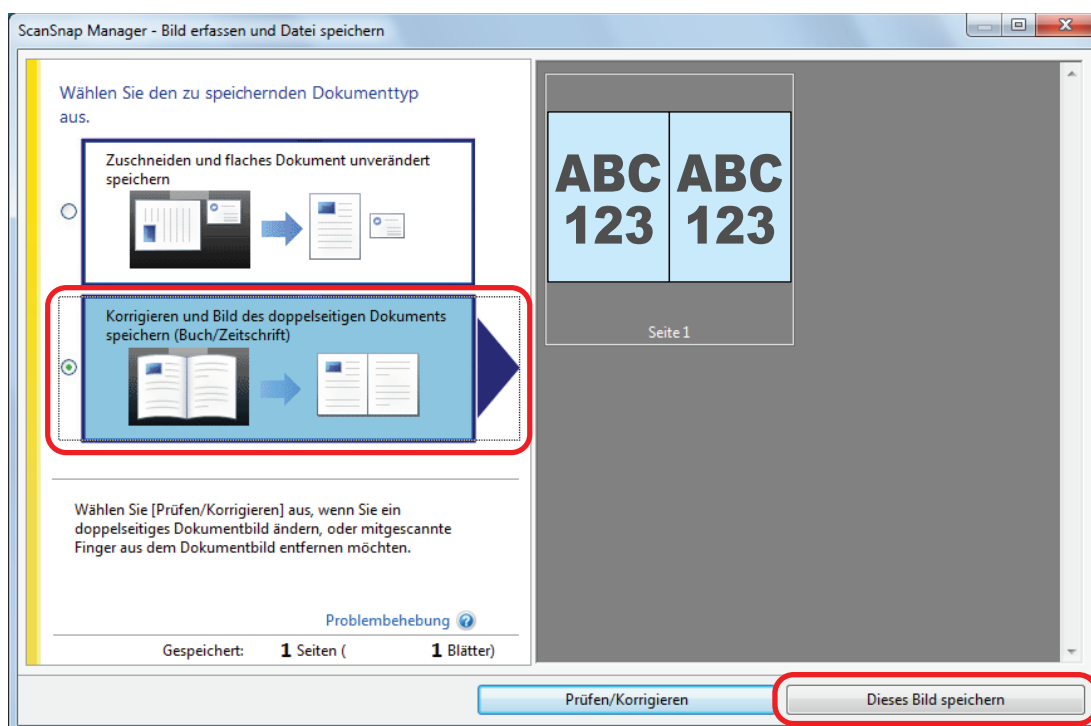 ScanSnap Manager - Bild erfassen und Datei speichern
Wählen Sie den zu speichernden Dokumenttyp
aus.
Zuschneiden und flaches Dokument unverändert
speichern
Korrigieren und Bild des doppelseitigen Dokuments
speichern (Buch/Zeitschrift)
Wählen Sie [Prüfen/Korrigieren] aus, wenn Sie ein
doppelseitiges Dokumentbild ändern, oder mitgescannte
Finger aus dem Dokumentbild entfernen möchten.
Problembehebung ?
Gespeichert: 1 Seiten ( 1 Blätter)
ABC ABC
123 123
Seite 1
Prüfen/Korrigieren
Dieses Bild speichern